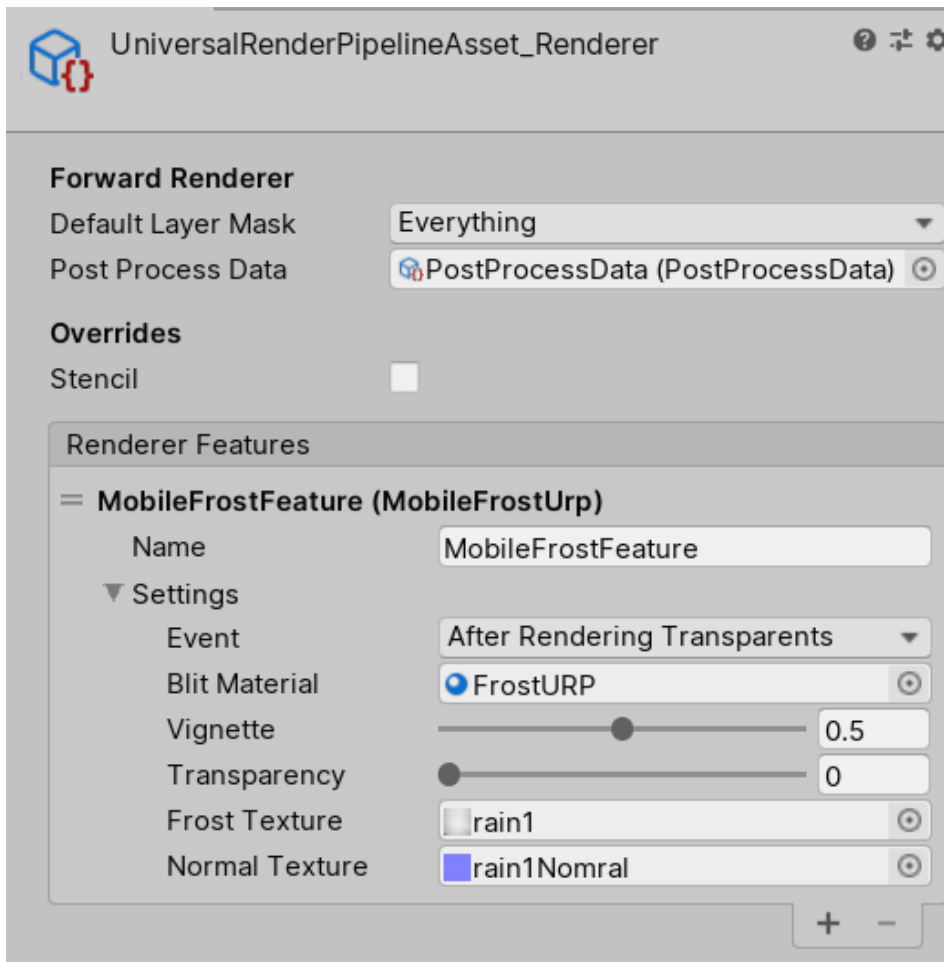 UniversalRenderPipelineAsset_Renderer
Forward Renderer
Default Layer Mask Everything
Post Process Data PostProcessData (PostProcessData)
Overrides
Stencil
Renderer Features
MobileFrostFeature (MobileFrostUrp)
Name MobileFrostFeature
Settings
Event After Rendering Transparents
Blit Material FrostURP
Vignette 0.5
Transparency 0
Frost Texture rain1
Normal Texture rain1Nomral